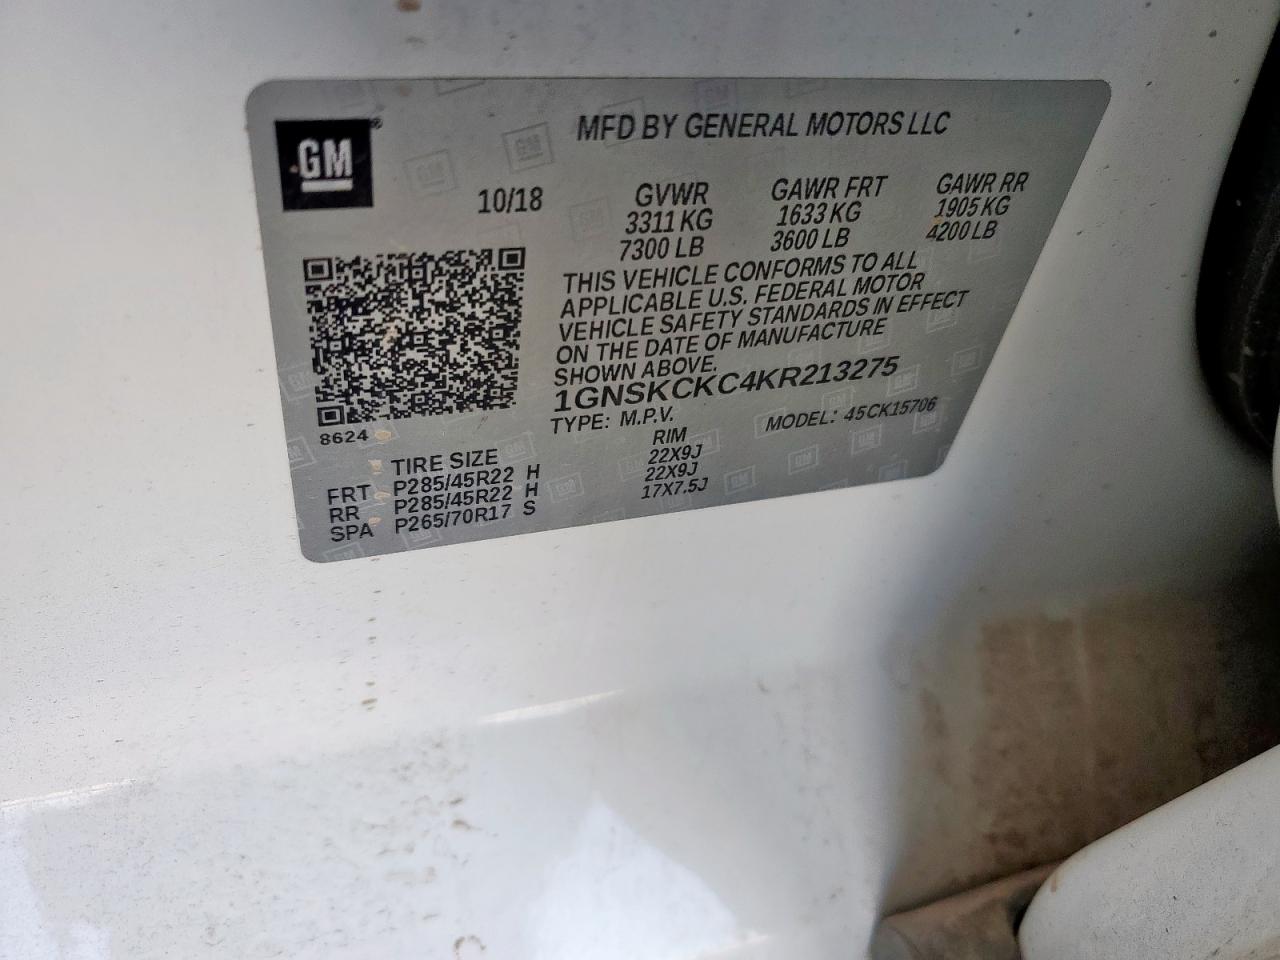 GM
MFD BY GENERAL MOTORS LLC
10/18
GVWR
3311 KG
7300 LB
GAWR FRT
1633 KG
3600 LB
GAWR RR
1905 KG
4200 LB
THIS VEHICLE CONFORMS TO ALL
APPLICABLE U.S. FEDERAL MOTOR
VEHICLE SAFETY STANDARDS IN EFFECT
ON THE DATE OF MANUFACTURE
SHOWN ABOVE.
1GNSKCKC4KR213275
TYPE: M.P.V. MODEL: 45CK15706
8624
TIRE SIZE RIM
FRT P285/45R22 H 22X9J
RR P285/45R22 H 22X9J
SPA P265/70R17 S 17X7.5J